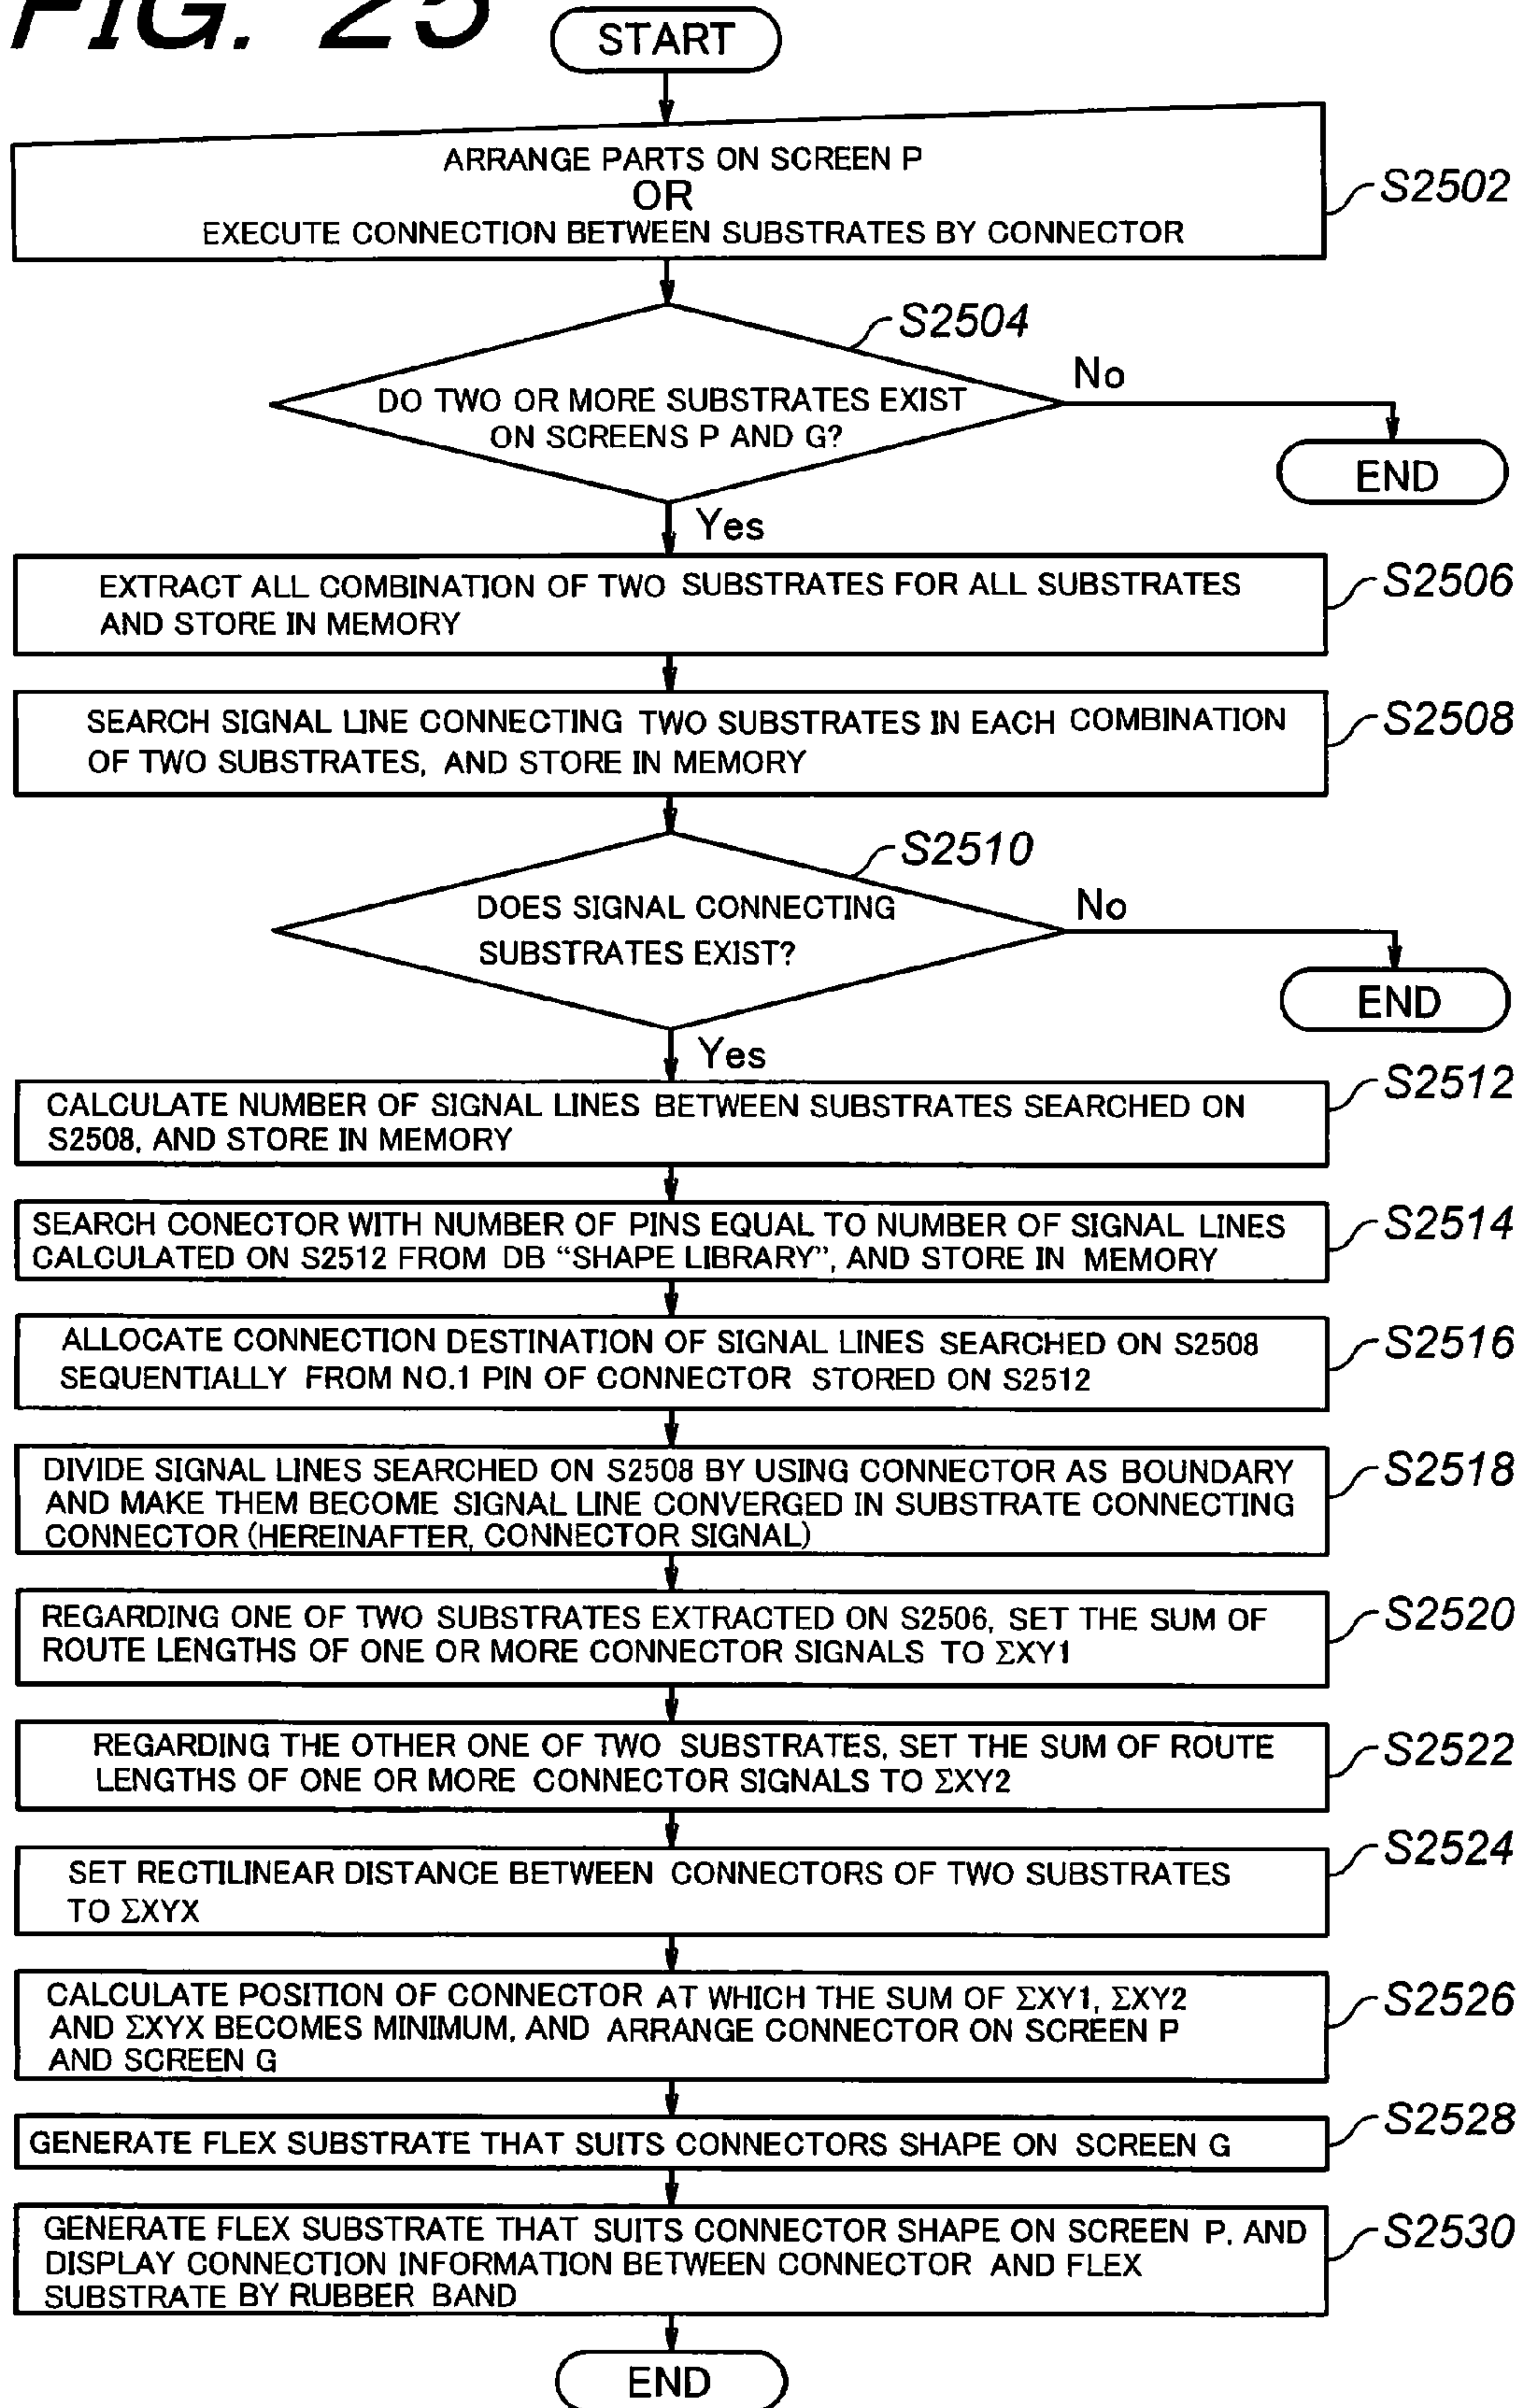 FIG. 25
START
ARRANGE PARTS ON SCREEN P
OR
EXECUTE CONNECTION BETWEEN SUBSTRATES BY CONNECTOR
S2502
S2504
DO TWO OR MORE SUBSTRATES EXIST
ON SCREENS P AND G?
No
END
Yes
EXTRACT ALL COMBINATION OF TWO SUBSTRATES FOR ALL SUBSTRATES
AND STORE IN MEMORY
S2506
SEARCH SIGNAL LINE CONNECTING TWO SUBSTRATES IN EACH COMBINATION
OF TWO SUBSTRATES, AND STORE IN MEMORY
S2508
S2510
DOES SIGNAL CONNECTING
SUBSTRATES EXIST?
No
END
Yes
CALCULATE NUMBER OF SIGNAL LINES BETWEEN SUBSTRATES SEARCHED ON
S2508, AND STORE IN MEMORY
S2512
SEARCH CONECTOR WITH NUMBER OF PINS EQUAL TO NUMBER OF SIGNAL LINES
CALCULATED ON S2512 FROM DB “SHAPE LIBRARY”, AND STORE IN MEMORY
S2514
ALLOCATE CONNECTION DESTINATION OF SIGNAL LINES SEARCHED ON S2508
SEQUENTIALLY FROM NO.1 PIN OF CONNECTOR STORED ON S2512
S2516
DIVIDE SIGNAL LINES SEARCHED ON S2508 BY USING CONNECTOR AS BOUNDARY
AND MAKE THEM BECOME SIGNAL LINE CONVERGED IN SUBSTRATE CONNECTING
CONNECTOR (HEREINAFTER, CONNECTOR SIGNAL)
S2518
REGARDING ONE OF TWO SUBSTRATES EXTRACTED ON S2506, SET THE SUM OF
ROUTE LENGTHS OF ONE OR MORE CONNECTOR SIGNALS TO ΣXY1
S2520
REGARDING THE OTHER ONE OF TWO SUBSTRATES, SET THE SUM OF ROUTE
LENGTHS OF ONE OR MORE CONNECTOR SIGNALS TO ΣXY2
S2522
SET RECTILINEAR DISTANCE BETWEEN CONNECTORS OF TWO SUBSTRATES
TO ΣXYX
S2524
CALCULATE POSITION OF CONNECTOR AT WHICH THE SUM OF ΣXY1, ΣXY2
AND ΣXYX BECOMES MINIMUM, AND ARRANGE CONNECTOR ON SCREEN P
AND SCREEN G
S2526
GENERATE FLEX SUBSTRATE THAT SUITS CONNECTORS SHAPE ON SCREEN G
S2528
GENERATE FLEX SUBSTRATE THAT SUITS CONNECTOR SHAPE ON SCREEN P, AND
DISPLAY CONNECTION INFORMATION BETWEEN CONNECTOR AND FLEX
SUBSTRATE BY RUBBER BAND
S2530
END